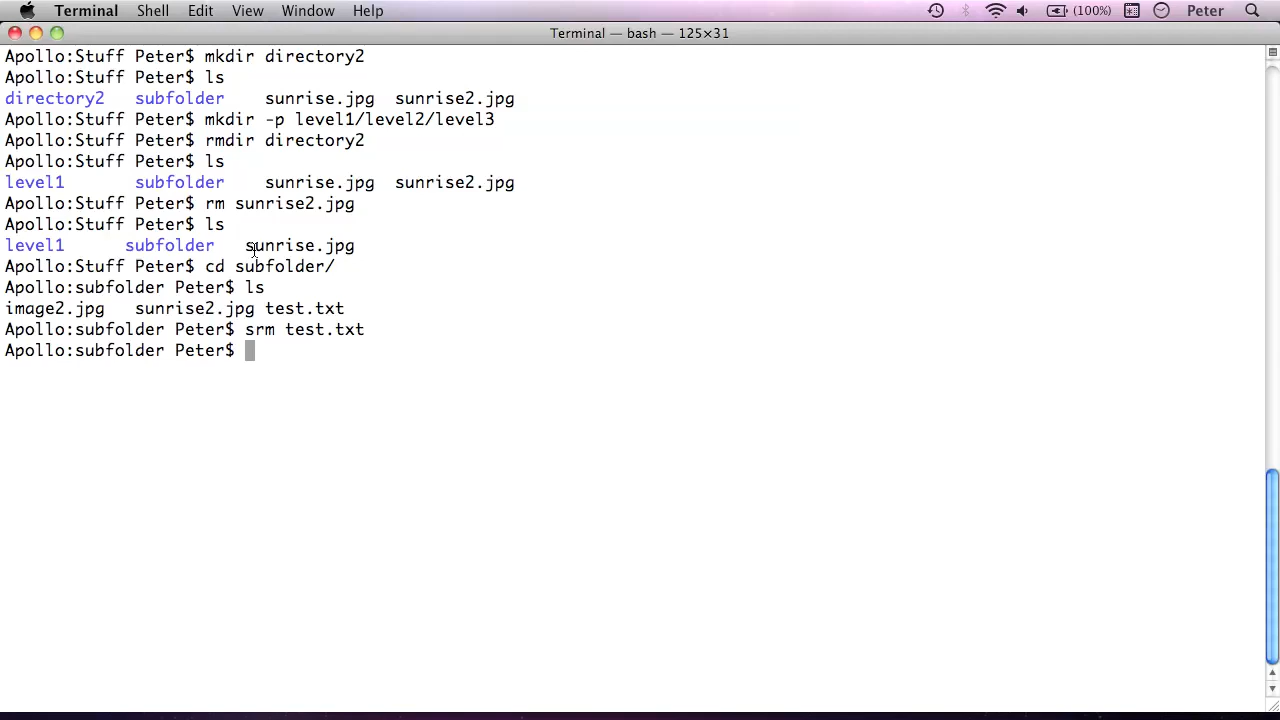 Terminal Shell Edit View Window Help (100%) Peter
Terminal — bash — 125×31
Apollo:Stuff Peter$ mkdir directory2
Apollo:Stuff Peter$ ls
directory2 subfolder sunrise.jpg sunrise2.jpg
Apollo:Stuff Peter$ mkdir -p level1/level2/level3
Apollo:Stuff Peter$ rmdir directory2
Apollo:Stuff Peter$ ls
level1 subfolder sunrise.jpg sunrise2.jpg
Apollo:Stuff Peter$ rm sunrise2.jpg
Apollo:Stuff Peter$ ls
level1 subfolder sunrise.jpg
Apollo:Stuff Peter$ cd subfolder/
Apollo:subfolder Peter$ ls
image2.jpg sunrise2.jpg test.txt
Apollo:subfolder Peter$ srm test.txt
Apollo:subfolder Peter$